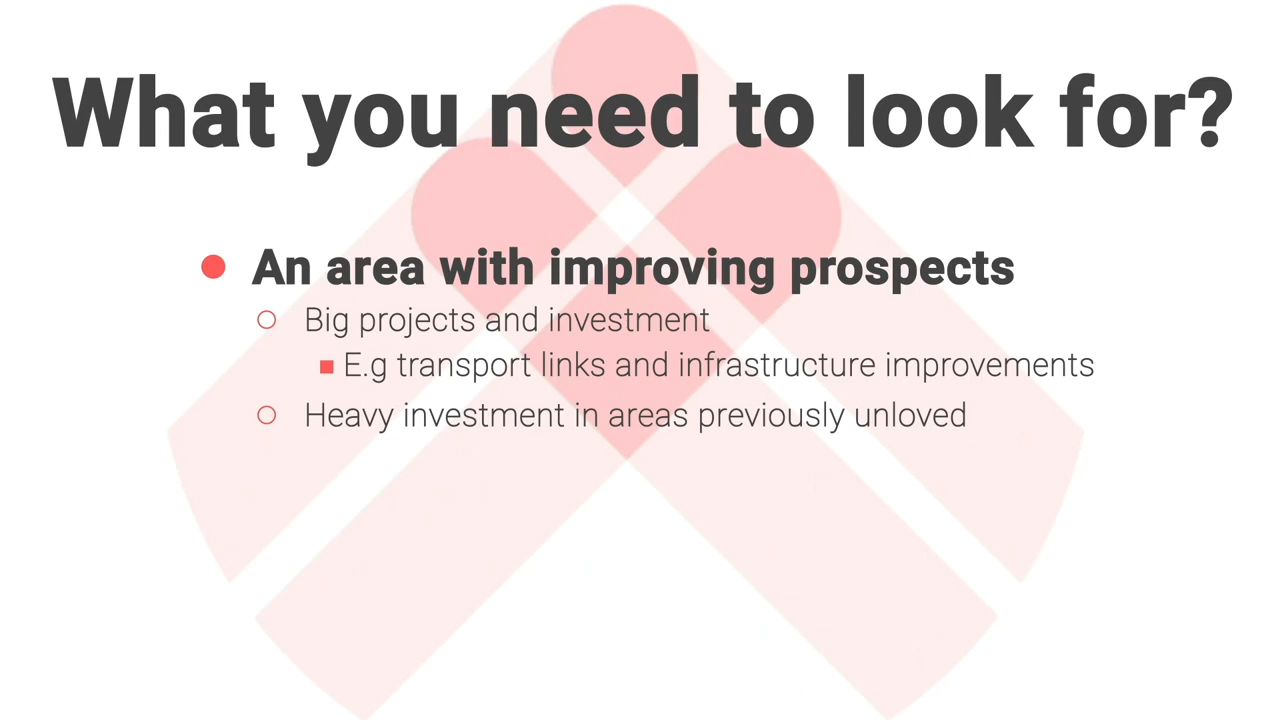 What you need to look for?
An area with improving prospects
Big projects and investment
E.g transport links and infrastructure improvements
Heavy investment in areas previously unloved